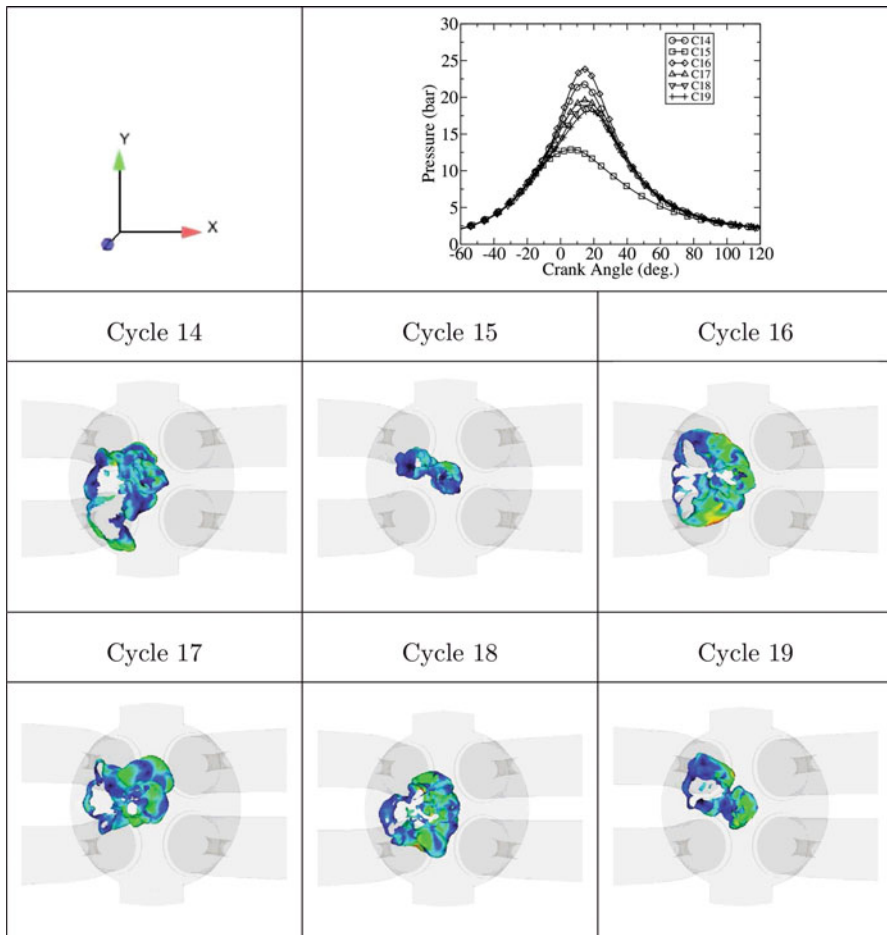 Y
X
30
25
20
15
10
5
0
Pressure (bar)
-60 -40 -20 0 20 40 60 80 100 120
Crank Angle (deg.)
C14
C15
C16
C17
C18
C19
Cycle 14 Cycle 15 Cycle 16
Cycle 17 Cycle 18 Cycle 19